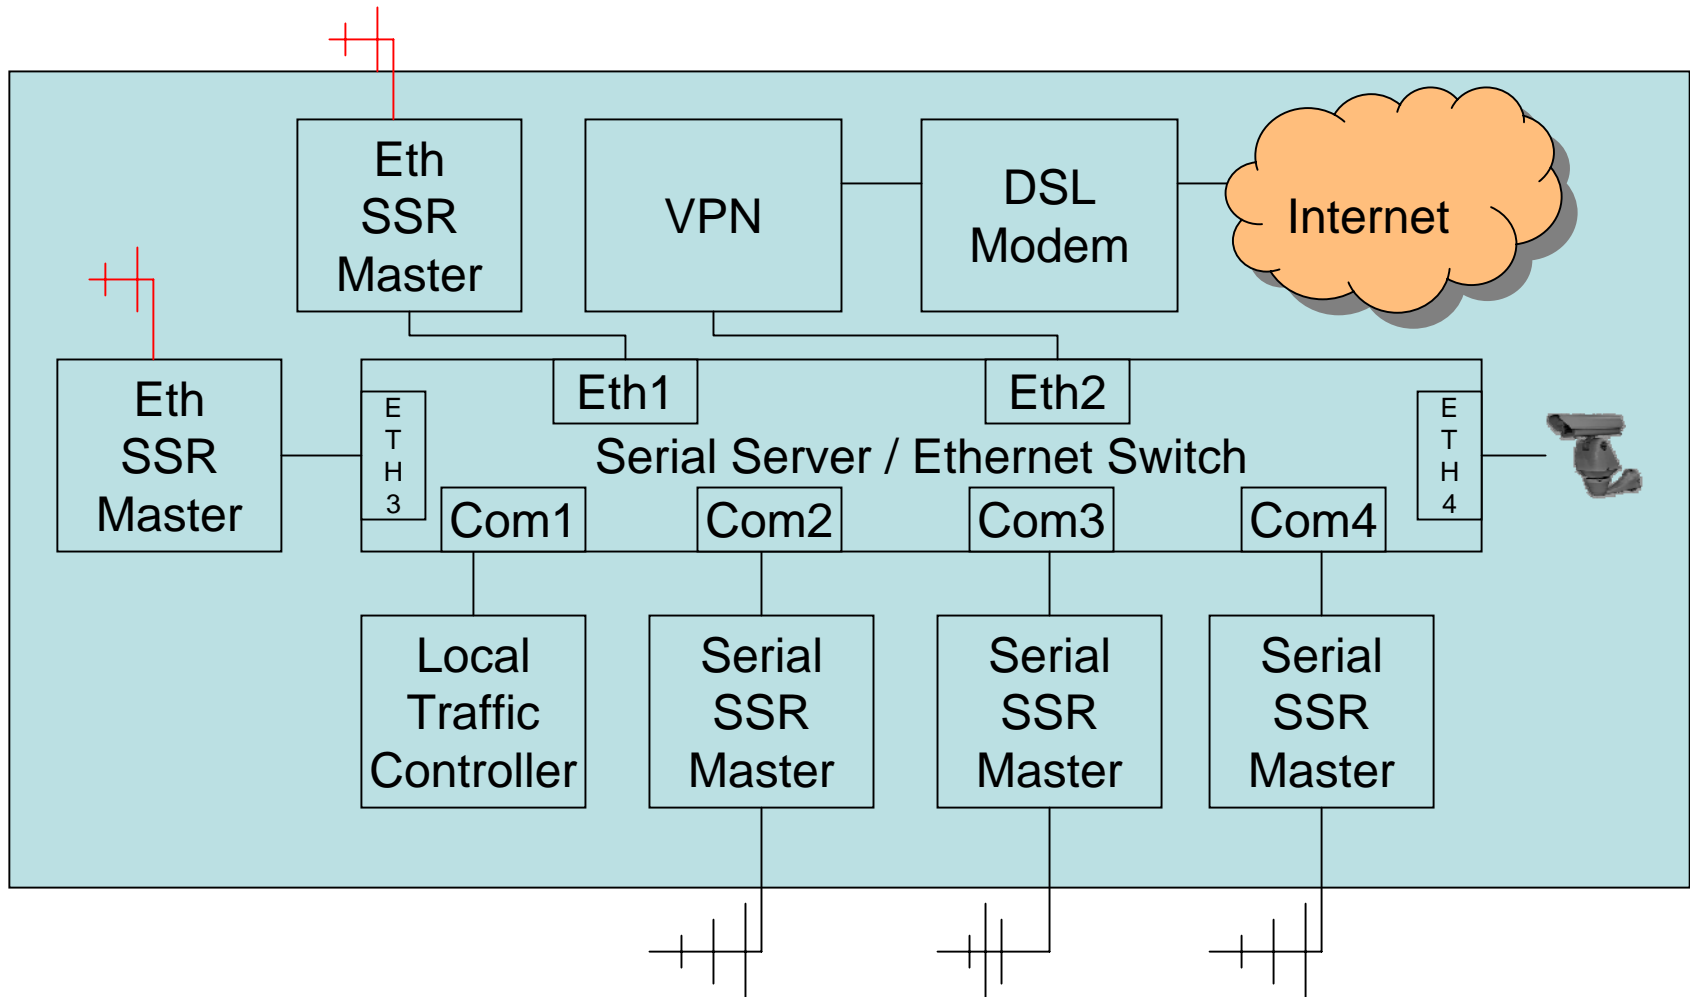 Eth
SSR
Master
VPN
DSL
Modem
Internet
Eth
SSR
Master
E
T
H
3
Eth1
Eth2
E
T
H
4
Serial Server / Ethernet Switch
Com1
Com2
Com3
Com4
Local
Traffic
Controller
Serial
SSR
Master
Serial
SSR
Master
Serial
SSR
Master